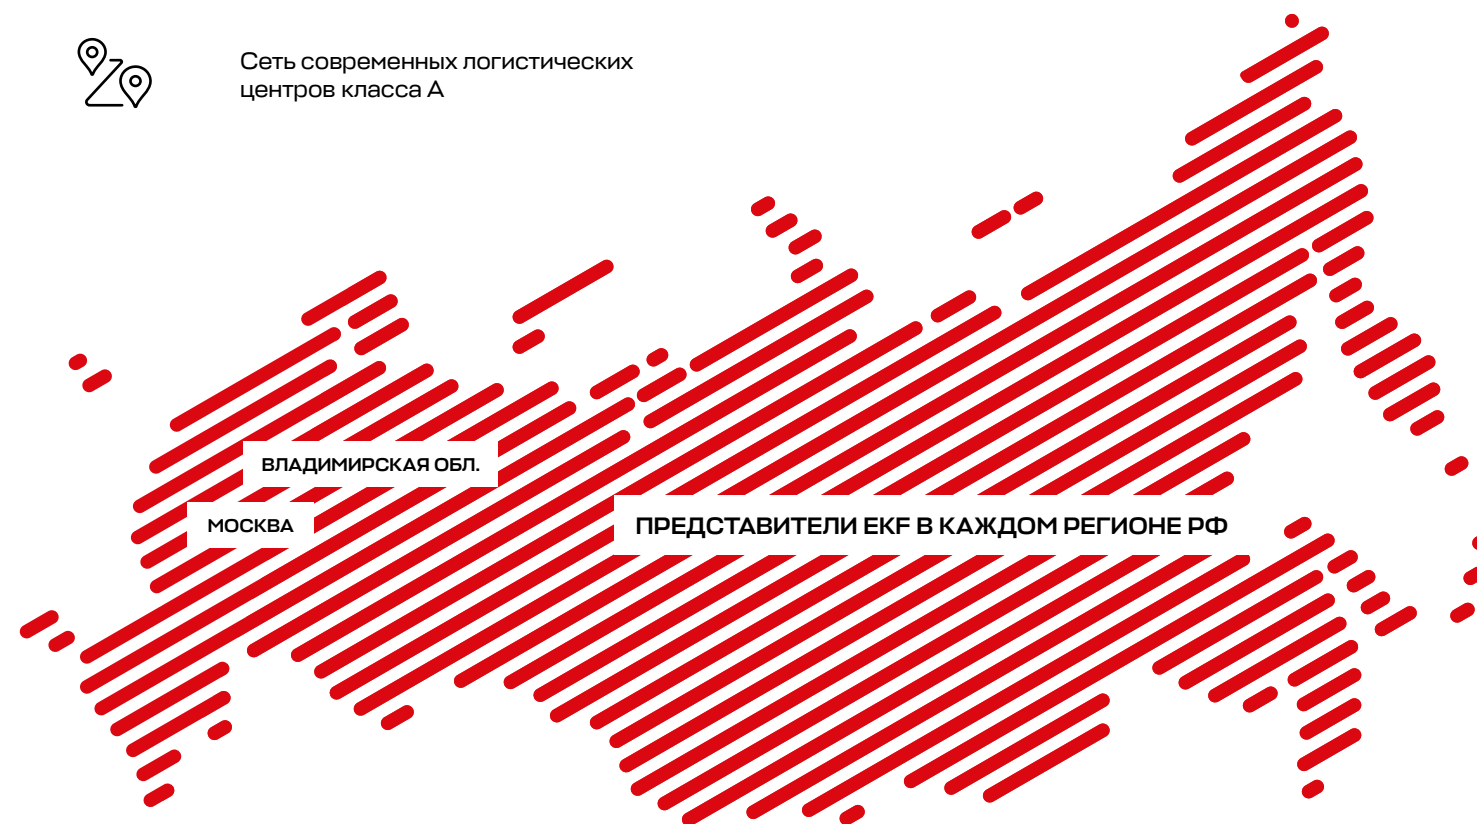 Сеть современных логистических
центров класса А
ВЛАДИМИРСКАЯ ОБЛ.
МОСКВА
ПРЕДСТАВИТЕЛИ EKF В КАЖДОМ РЕГИОНЕ РФ